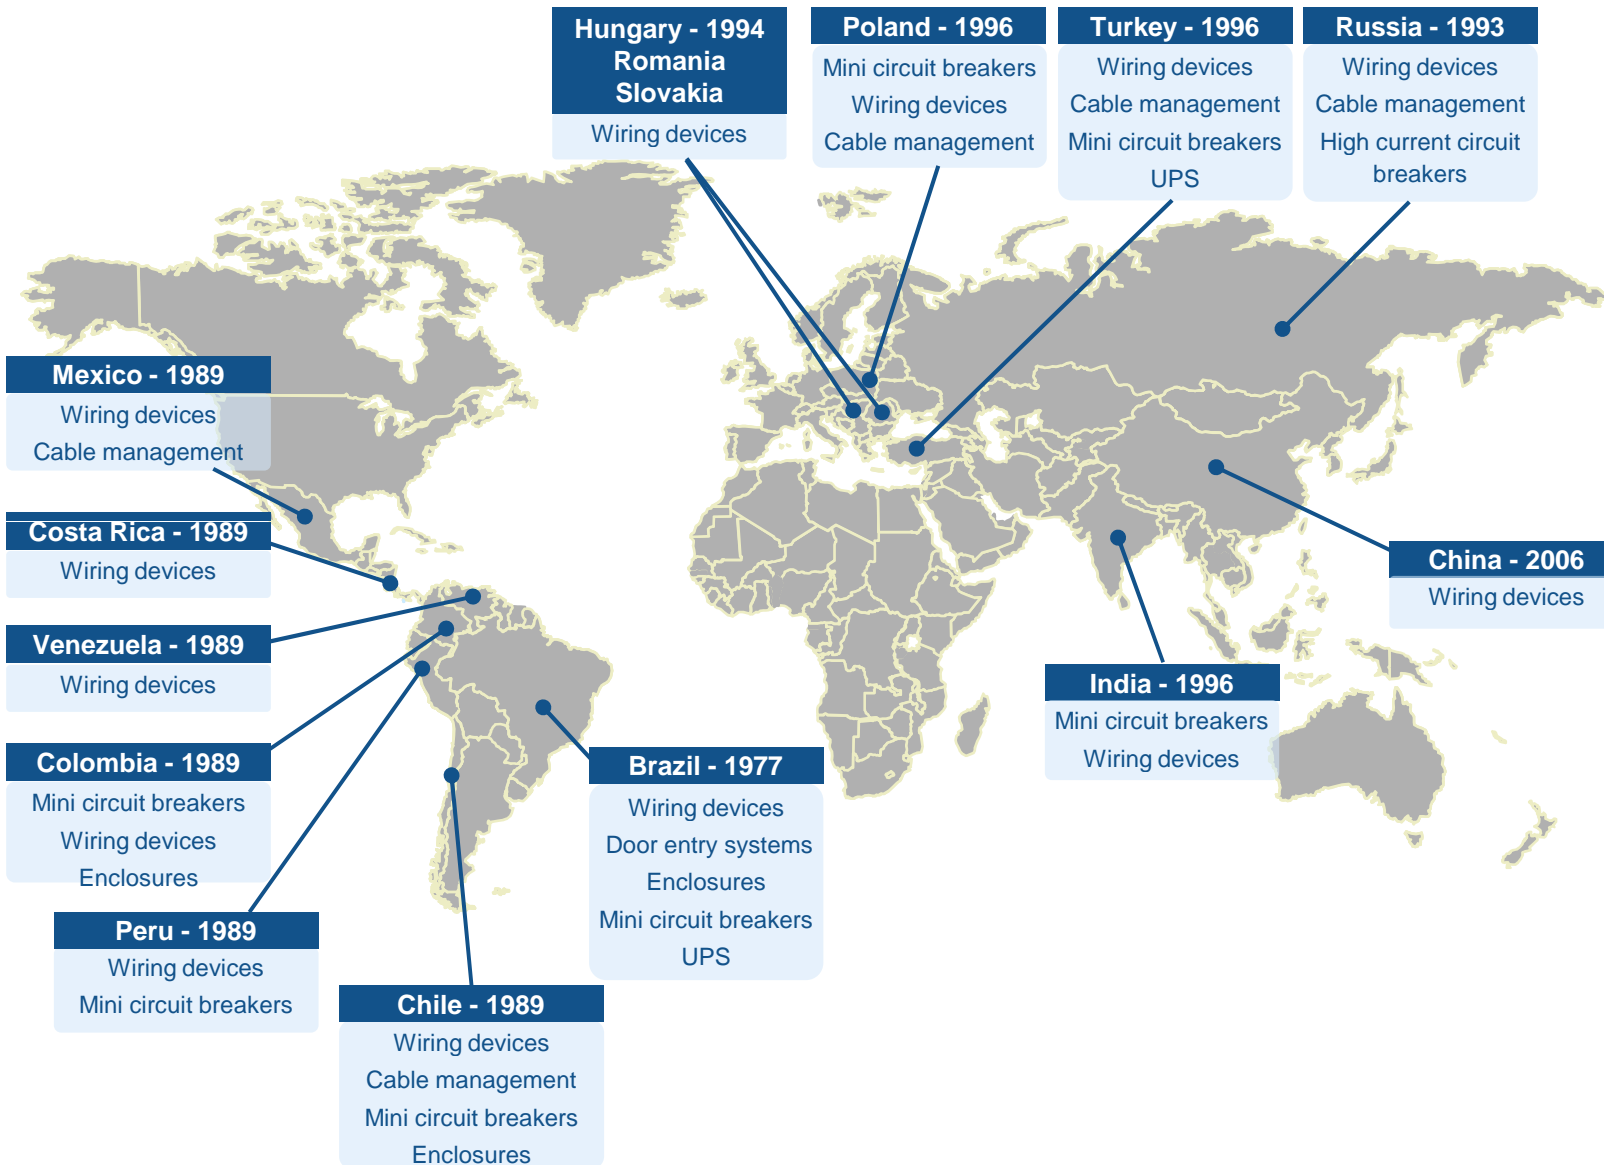 Hungary - 1994
Romania
Slovakia
Wiring devices
Poland - 1996
Mini circuit breakers
Wiring devices
Cable management
Turkey - 1996
Wiring devices
Cable management
Mini circuit breakers
UPS
Russia - 1993
Wiring devices
Cable management
High current circuit
breakers
Mexico - 1989
Wiring devices
Cable management
Costa Rica - 1989
Wiring devices
Venezuela - 1989
Wiring devices
Colombia - 1989
Mini circuit breakers
Wiring devices
Enclosures
Peru - 1989
Wiring devices
Mini circuit breakers
Chile - 1989
Wiring devices
Cable management
Mini circuit breakers
Enclosures
Brazil - 1977
Wiring devices
Door entry systems
Enclosures
Mini circuit breakers
UPS
India - 1996
Mini circuit breakers
Wiring devices
China - 2006
Wiring devices